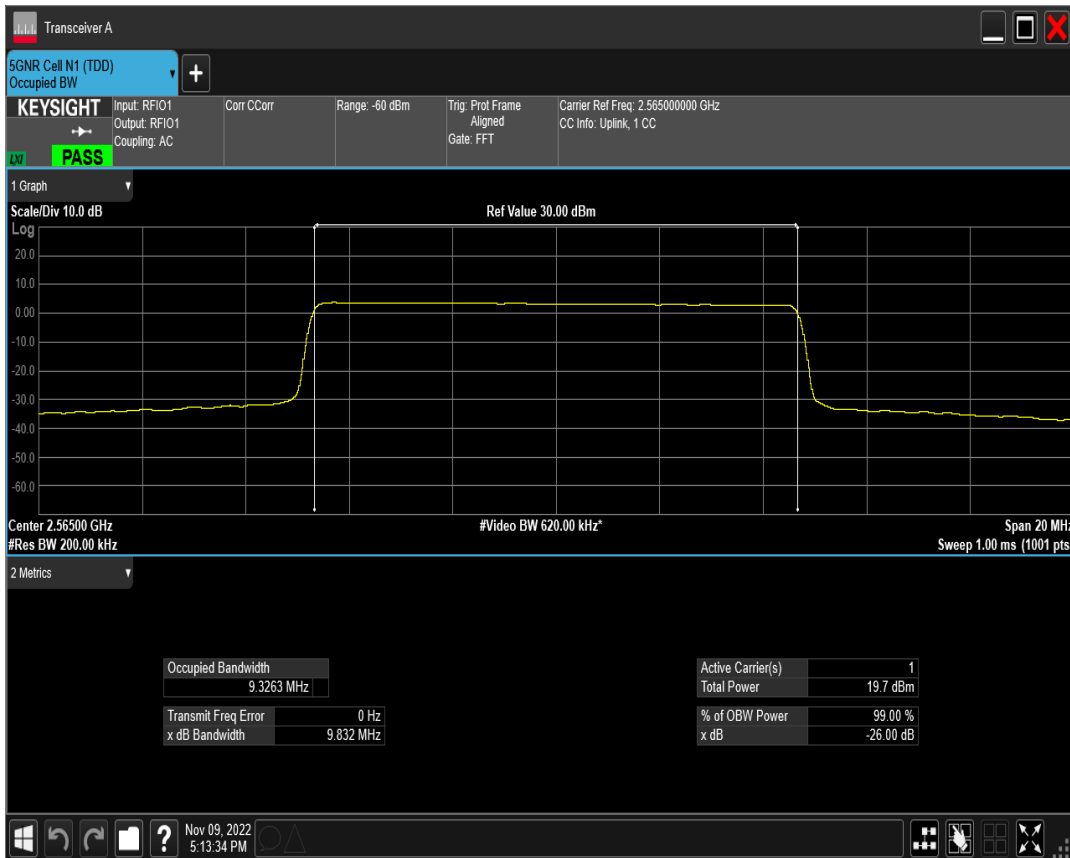 Transceiver A
5GNR Cell N1 (TDD)
Occupied BW
KEYSIGHT
LXI
PASS
Input: RFIO1
Output: RFIO1
Coupling: AC
Corr CCorr
Range: -60 dBm
Trig: Prot Frame
Aligned
Gate: FFT
Carrier Ref Freq: 2.565000000 GHz
CC Info: Uplink, 1 CC
1 Graph
Scale/Div 10.0 dB
Ref Value 30.00 dBm
Log
20.0
10.0
0.00
-10.0
-20.0
-30.0
-40.0
-50.0
-60.0
Center 2.56500 GHz
#Video BW 620.00 kHz*
Span 20 MHz
#Res BW 200.00 kHz
Sweep 1.00 ms (1001 pts
2 Metrics
Occupied Bandwidth
9.3263 MHz
Transmit Freq Error 0 Hz
x dB Bandwidth 9.832 MHz
Active Carrier(s) 1
Total Power 19.7 dBm
% of OBW Power 99.00 %
x dB -26.00 dB
Nov 09, 2022
5:13:34 PM